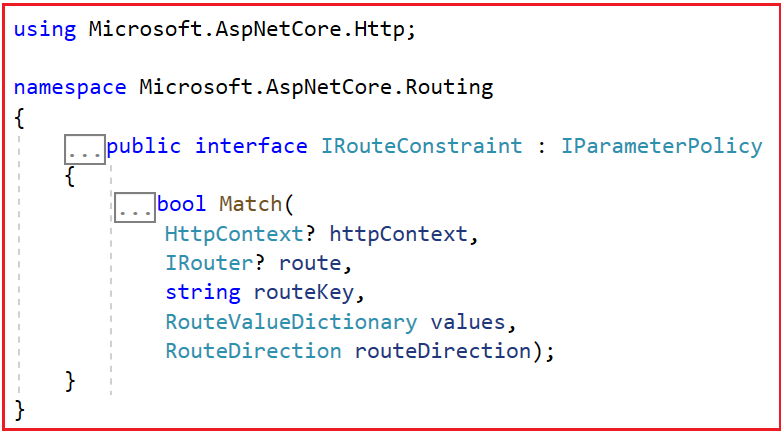 using Microsoft.AspNetCore.Http;
namespace Microsoft.AspNetCore.Routing
{
...public interface IRouteConstraint : IParameterPolicy
{
...bool Match(
HttpContext? httpContext,
IRouter? route,
string routeKey,
RouteValueDictionary values,
RouteDirection routeDirection);
}
}